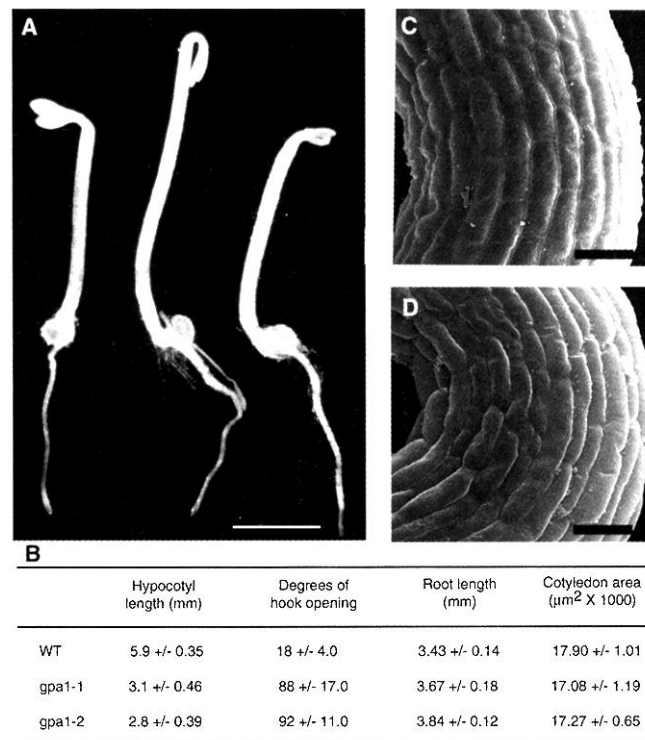 A
C
D
B
Hypocotyl length (mm) Degrees of hook opening Root length (mm) Cotyledon area (µm² X 1000)
WT 5.9 +/- 0.35 18 +/- 4.0 3.43 +/- 0.14 17.90 +/- 1.01
gpa1-1 3.1 +/- 0.46 88 +/- 17.0 3.67 +/- 0.18 17.08 +/- 1.19
gpa1-2 2.8 +/- 0.39 92 +/- 11.0 3.84 +/- 0.12 17.27 +/- 0.65